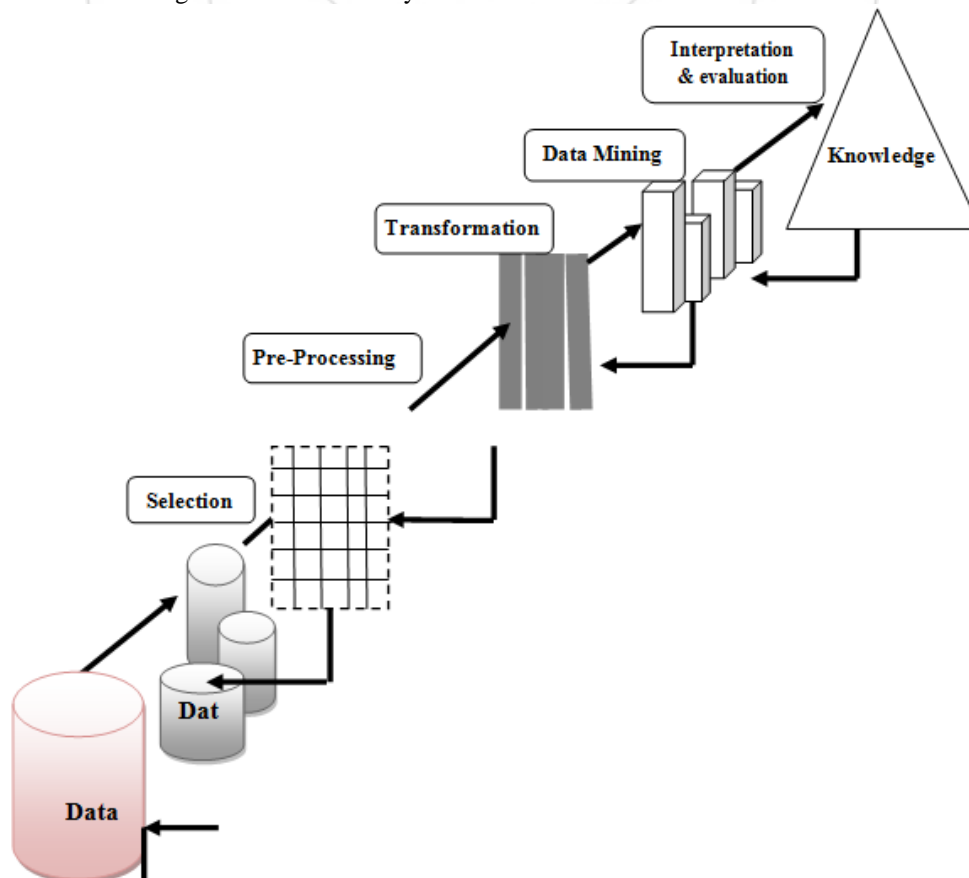 Interpretation
& evaluation
Knowledge
Data Mining
Transformation
Pre-Processing
Selection
Dat
Data